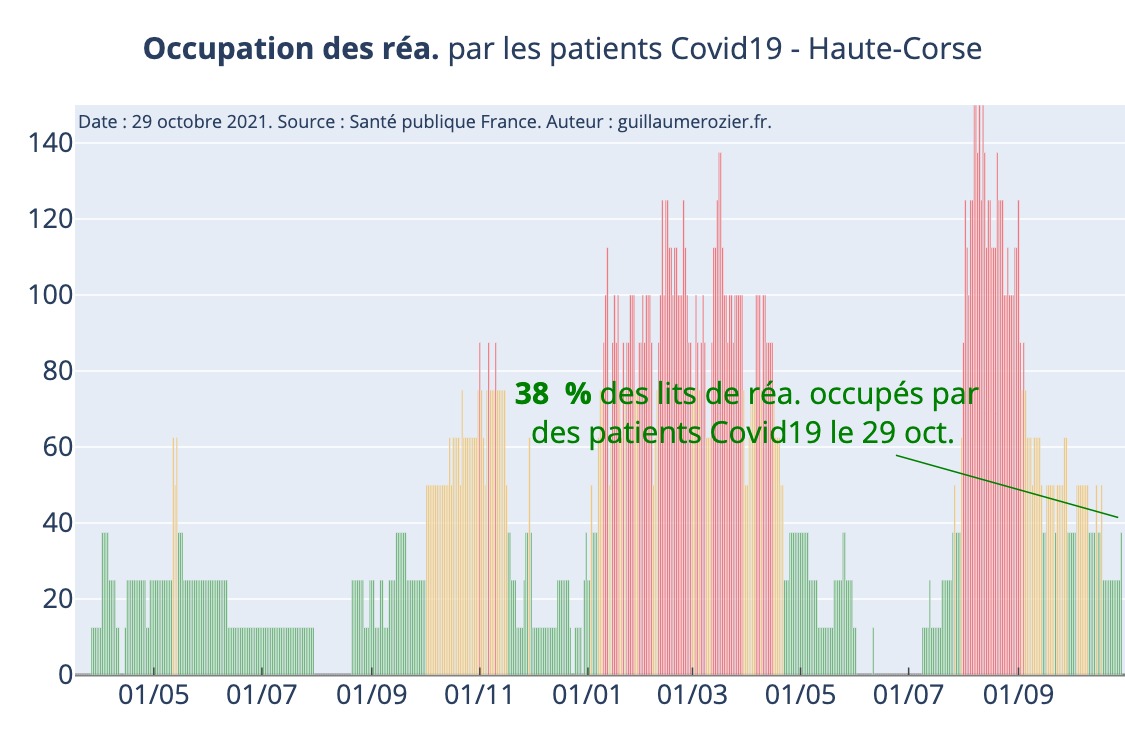 Occupation des réa. par les patients Covid19 - Haute-Corse
Date : 29 octobre 2021. Source : Santé publique France. Auteur : guillaumerozier.fr.
140
120
100
80
60
40
20
0
38 % des lits de réa. occupés par
des patients Covid19 le 29 oct.
01/05 01/07 01/09 01/11 01/01 01/03 01/05 01/07 01/09